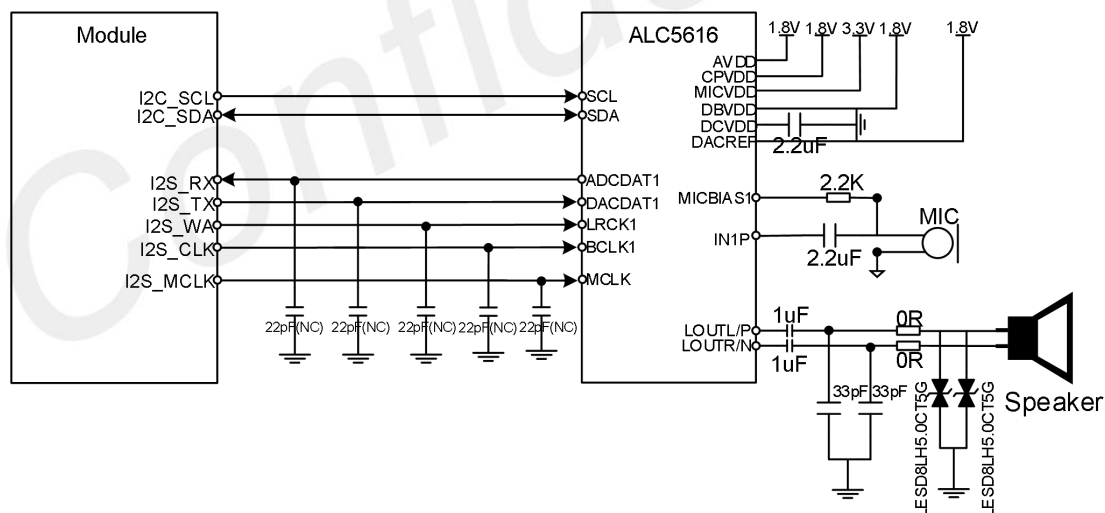 Module
ALC5616
1.8V 1.8V 3.3V 1.8V 1.8V
AVDD
CPVDD
MICVDD
DBVDD
DCVDD
DACREF
2.2uF
I2C_SCL
I2C_SDA
SCL
SDA
I2S_RX
I2S_TX
I2S_WA
I2S_CLK
I2S_MCLK
ADCDAT1
DACDAT1
LRCK1
BCLK1
MCLK
MICBIAS1
2.2K
MIC
IN1P
2.2uF
22pF(NC) 22pF(NC) 22pF(NC) 22pF(NC) 22pF(NC)
LOUTL/P
LOUTR/N
1uF
1uF
0R
0R
33pF 33pF
LESD8LH5.0CT5G
LESD8LH5.0CT5G
Speaker
Confide